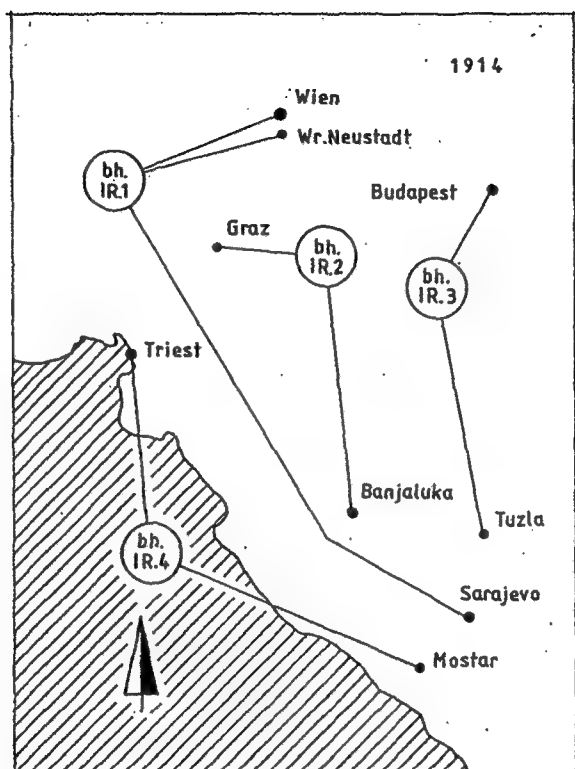 1914
Wien
Wr.Neustadt
bh.
IR.1
Budapest
Graz
bh.
IR.2
bh.
IR.3
Triest
Banjaluka
Tuzla
bh.
IR.4
Sarajevo
Mostar